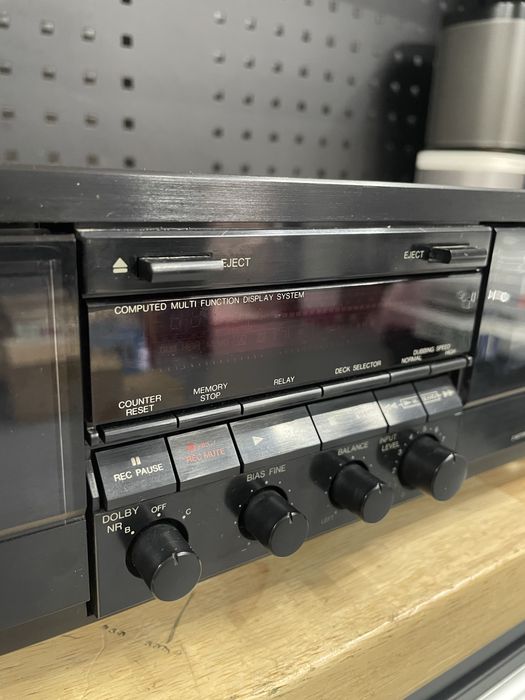 EJECT
EJECT
COMPUTED MULTI FUNCTION DISPLAY SYSTEM
COUNTER
RESET
MEMORY
STOP
RELAY
DECK SELECTOR
DUBBING SPEED
NORMAL
HIGH
REC PAUSE
REC MUTE
DOLBY
NR B OFF C
BIAS FINE
BALANCE
LEFT
INPUT
LEVEL